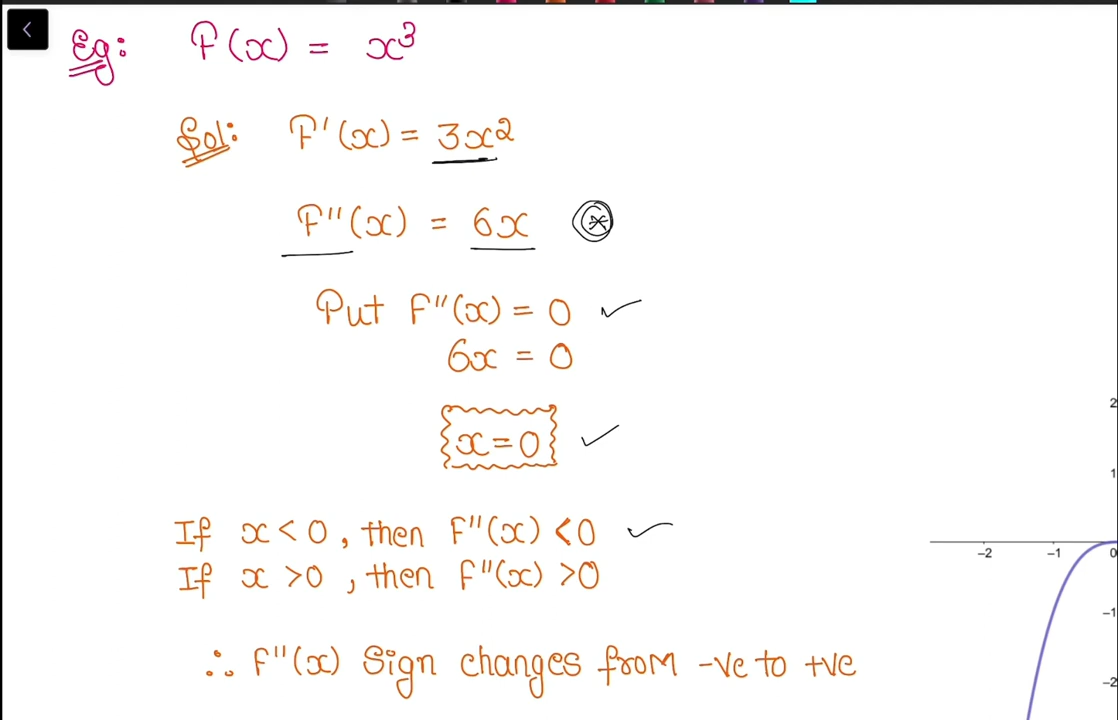 Eg: F(x) = x³
Sol: F'(x) = 3x²
F''(x) = 6x (*)
Put F''(x) = 0 ✓
6x = 0
x = 0 ✓
If x < 0, then F''(x) < 0 ✓
If x > 0, then F''(x) > 0
∴ F''(x) Sign changes from -ve to +ve
2
1
-2 -1 0
-1
-2